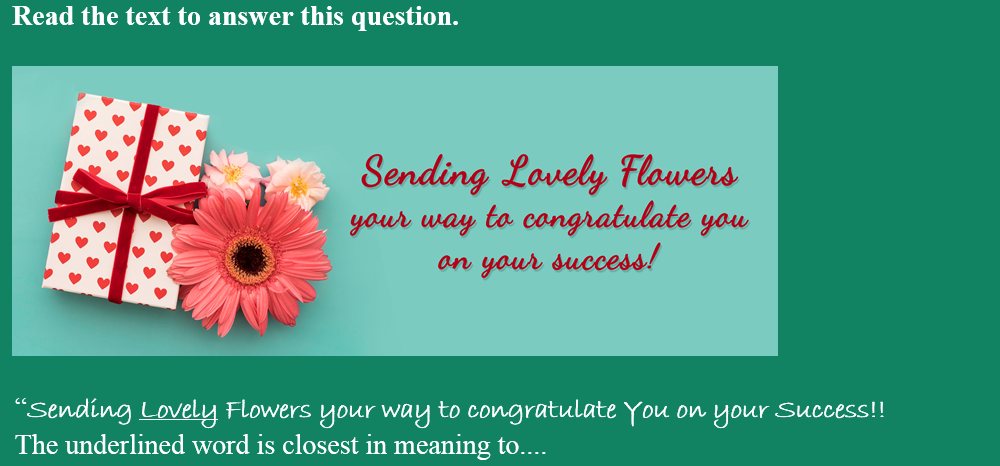 Read the text to answer this question.
Sending Lovely Flowers
your way to congratulate you
on your success!
“Sending Lovely Flowers your way to congratulate You on your Success!!
The underlined word is closest in meaning to....